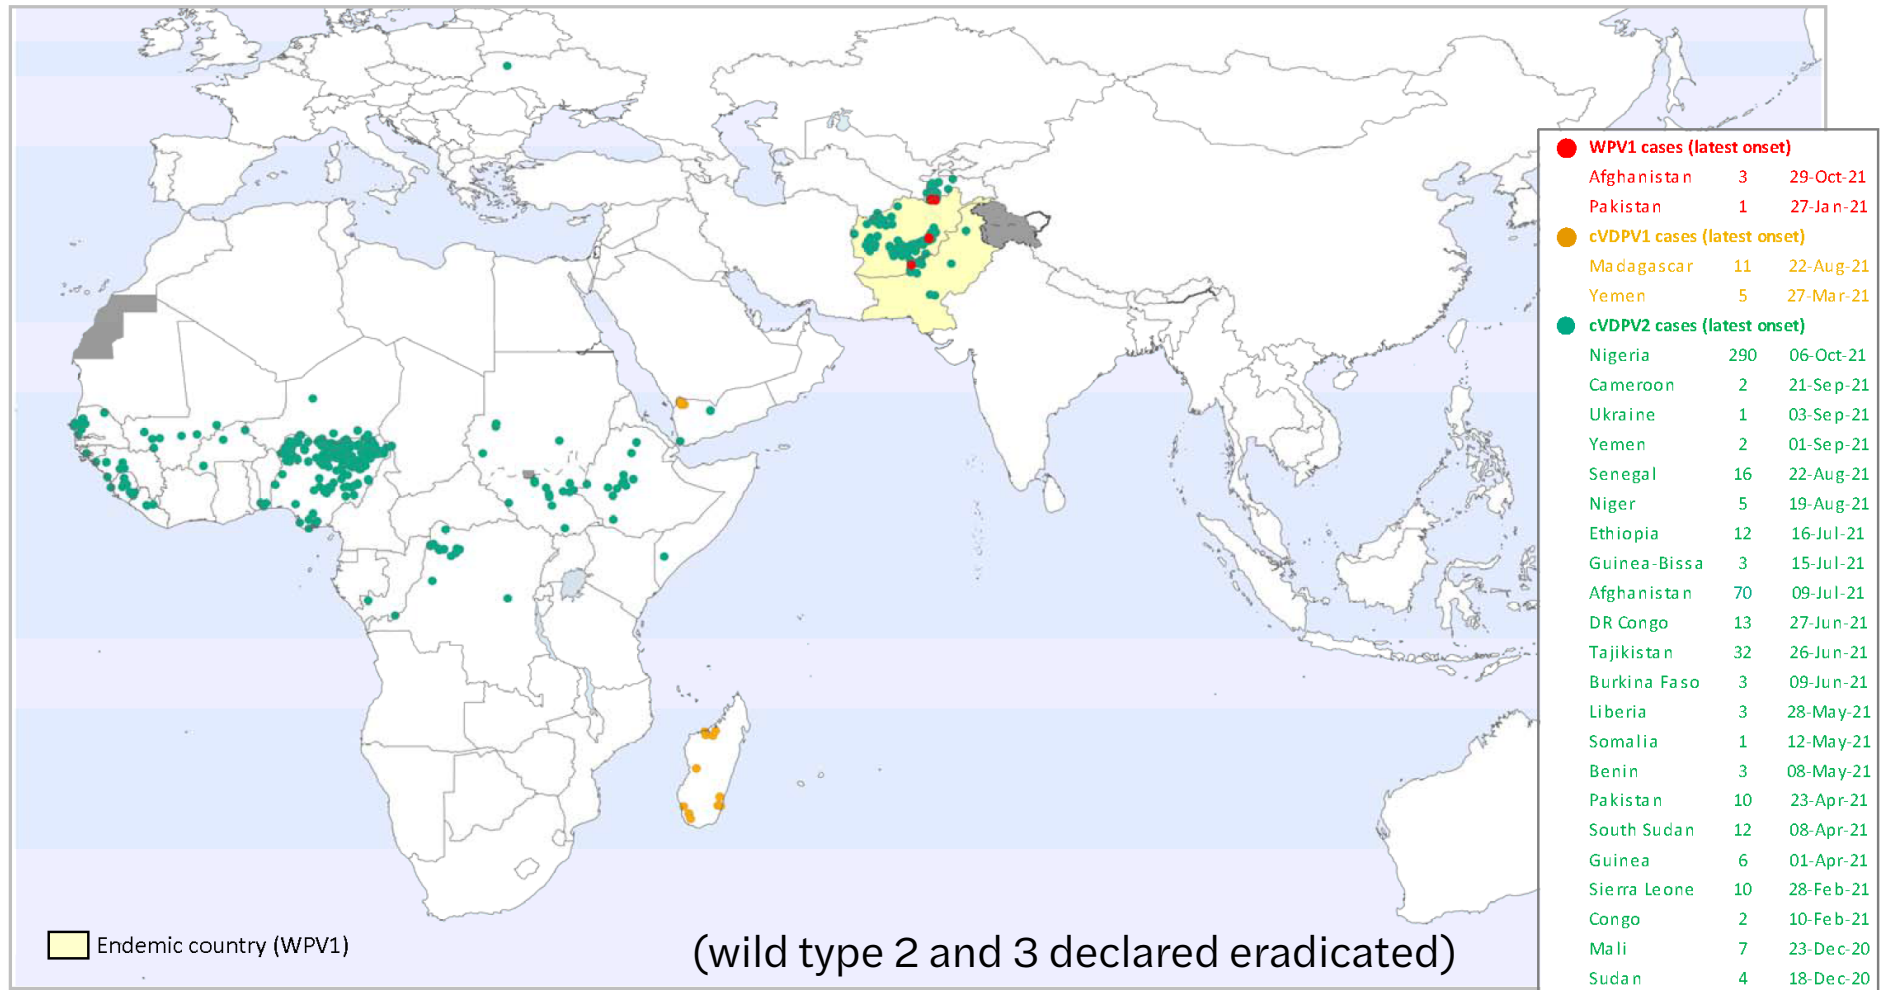 WPV1 cases (latest onset)
Afghanistan 3 29-Oct-21
Pakistan 1 27-Jan-21
cVDPV1 cases (latest onset)
Madagascar 11 22-Aug-21
Yemen 5 27-Mar-21
cVDPV2 cases (latest onset)
Nigeria 290 06-Oct-21
Cameroon 2 21-Sep-21
Ukraine 1 03-Sep-21
Yemen 2 01-Sep-21
Senegal 16 22-Aug-21
Niger 5 19-Aug-21
Ethiopia 12 16-Jul-21
Guinea-Bissa 3 15-Jul-21
Afghanistan 70 09-Jul-21
DR Congo 13 27-Jun-21
Tajikistan 32 26-Jun-21
Burkina Faso 3 09-Jun-21
Liberia 3 28-May-21
Somalia 1 12-May-21
Benin 3 08-May-21
Pakistan 10 23-Apr-21
South Sudan 12 08-Apr-21
Guinea 6 01-Apr-21
Sierra Leone 10 28-Feb-21
Congo 2 10-Feb-21
Mali 7 23-Dec-20
Sudan 4 18-Dec-20
Endemic country (WPV1)
(wild type 2 and 3 declared eradicated)